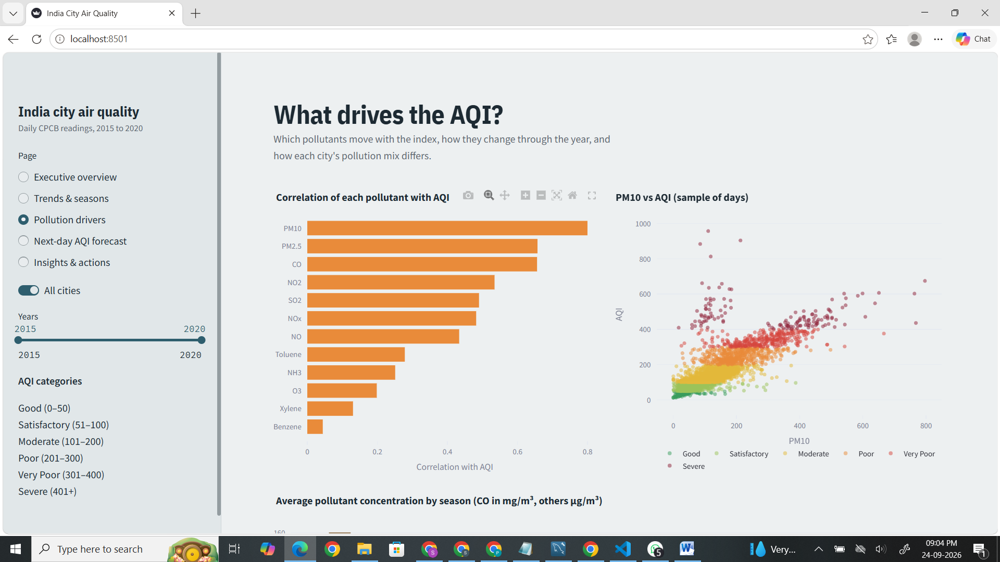 India City Air Quality
localhost:8501
Chat
India city air quality
Daily CPCB readings, 2015 to 2020
Page
Executive overview
Trends & seasons
Pollution drivers
Next-day AQI forecast
Insights & actions
All cities
Years
2015 2020
2015 2020
AQI categories
Good (0–50)
Satisfactory (51–100)
Moderate (101–200)
Poor (201–300)
Very Poor (301–400)
Severe (401+)
What drives the AQI?
Which pollutants move with the index, how they change through the year, and
how each city's pollution mix differs.
Correlation of each pollutant with AQI
PM10
PM2.5
CO
NO2
SO2
NOx
NO
Toluene
NH3
O3
Xylene
Benzene
0 0.2 0.4 0.6 0.8
Correlation with AQI
PM10 vs AQI (sample of days)
1000
800
600
400
200
0
AQI
0 200 400 600 800
PM10
Good Satisfactory Moderate Poor Very Poor
Severe
Average pollutant concentration by season (CO in mg/m³, others µg/m³)
160
Type here to search
S
S
P
5
W
Very...
09:04 PM
24-09-2026
1